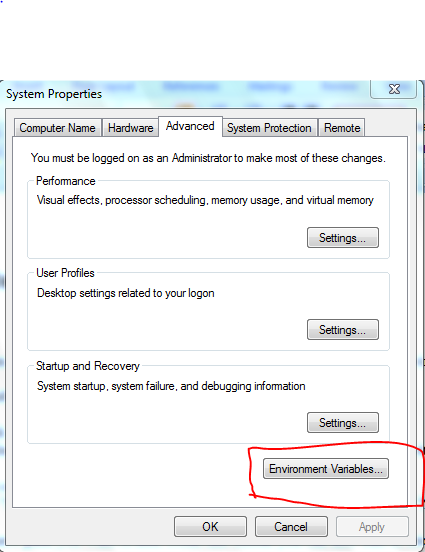 System Properties
Computer Name Hardware Advanced System Protection Remote
You must be logged on as an Administrator to make most of these changes.
Performance
Visual effects, processor scheduling, memory usage, and virtual memory
Settings...
User Profiles
Desktop settings related to your logon
Settings...
Startup and Recovery
System startup, system failure, and debugging information
Settings...
Environment Variables...
OK Cancel Apply